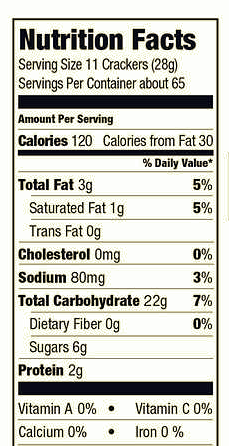 Nutrition Facts
Serving Size 11 Crackers (28g)
Servings Per Container about 65
Amount Per Serving
Calories 120 Calories from Fat 30
% Daily Value*
Total Fat 3g 5%
Saturated Fat 1g 5%
Trans Fat 0g
Cholesterol 0mg 0%
Sodium 80mg 3%
Total Carbohydrate 22g 7%
Dietary Fiber 0g 0%
Sugars 6g
Protein 2g
Vitamin A 0% • Vitamin C 0%
Calcium 0% • Iron 0 %